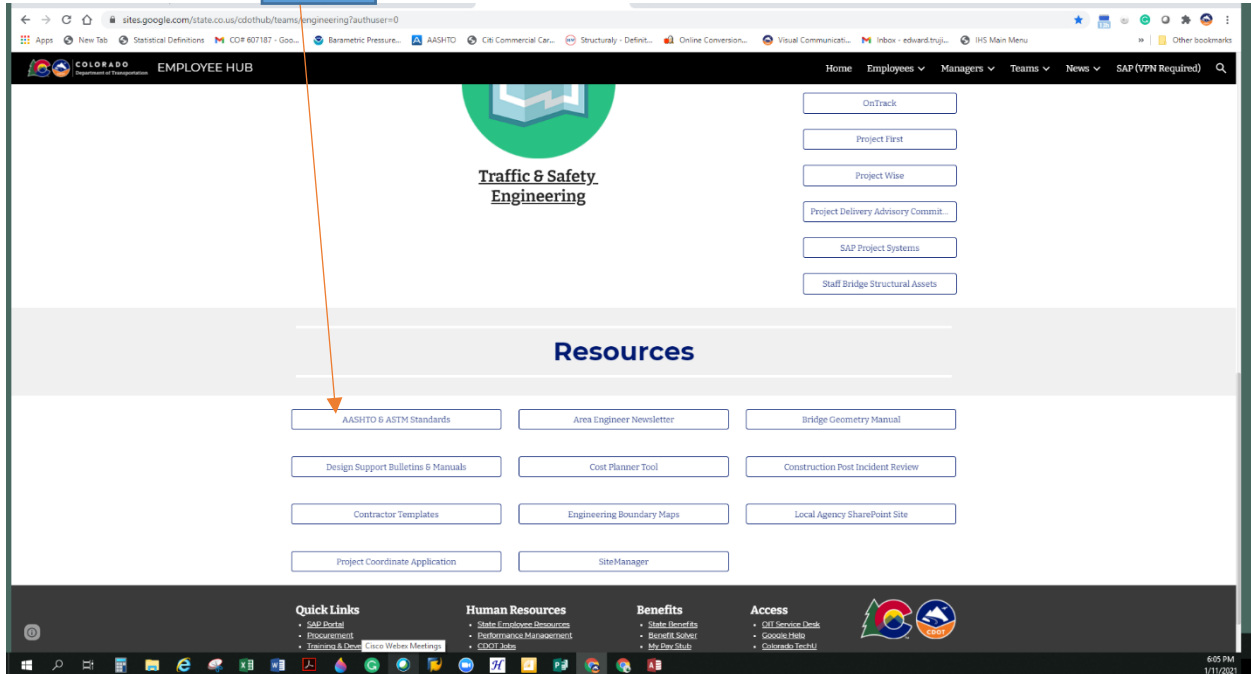 sites.google.com/state.co.us/cdothub/teams/engineering?authuser=0
Apps New Tab Statistical Definitions CO# 607187 - Goo... Barametric Pressure... AASHTO Citi Commercial Car... Structuraly - Definit... Online Conversion... Visual Communicati... Inbox - edward.truji... IHS Main Menu » Other bookmarks
COLORADO
Department of Transportation
EMPLOYEE HUB
Home Employees Managers Teams News SAP (VPN Required)
OnTrack
Project First
Traffic & Safety
Engineering
Project Wise
Project Delivery Advisory Commit...
SAP Project Systems
Staff Bridge Structural Assets
Resources
AASHTO & ASTM Standards Area Engineer Newsletter Bridge Geometry Manual
Design Support Bulletins & Manuals Cost Planner Tool Construction Post Incident Review
Contractor Templates Engineering Boundary Maps Local Agency SharePoint Site
Project Coordinate Application SiteManager
Quick Links Human Resources Benefits Access
SAP Portal State Employee Resources State Benefits OIT Service Desk
Procurement Performance Management Benefit Solver Google Help
Training & Deve Cisco Webex Meetings CDOT Jobs My Pay Stub Colorado TechU
CDOT
6:05 PM
1/11/2021